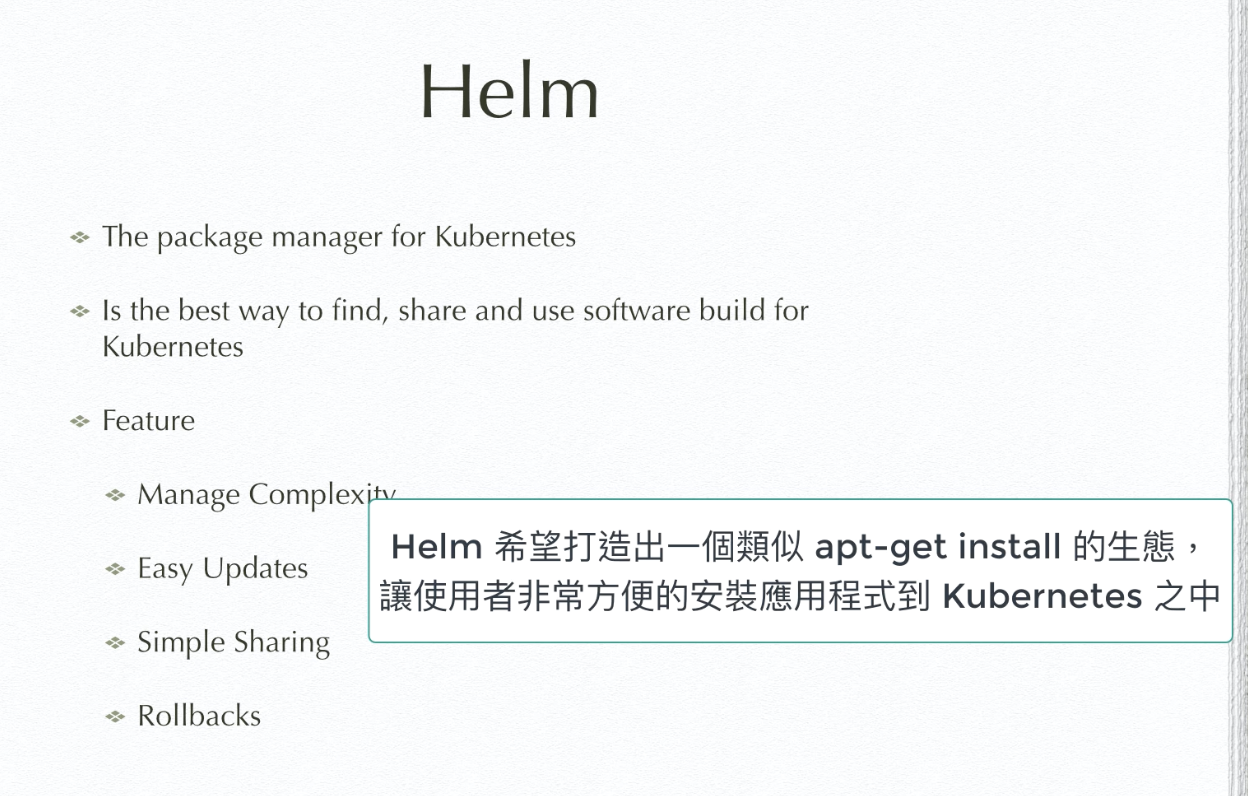 Helm
The package manager for Kubernetes
Is the best way to find, share and use software build for
Kubernetes
Feature
Manage Complexity
Helm 希望打造出一個類似 apt-get install 的生態，
讓使用者非常方便的安裝應用程式到 Kubernetes 之中
Easy Updates
Simple Sharing
Rollbacks